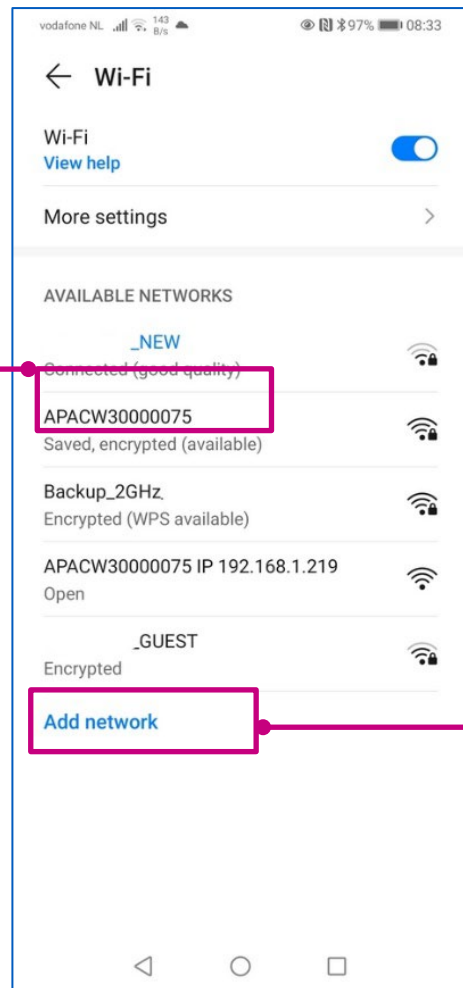 vodafone NL 143 B/s 97% 08:33
Wi-Fi
Wi-Fi
View help
More settings
AVAILABLE NETWORKS
_NEW
Connected (good quality)
APACW30000075
Saved, encrypted (available)
Backup_2GHz
Encrypted (WPS available)
APACW30000075 IP 192.168.1.219
Open
_GUEST
Encrypted
Add network